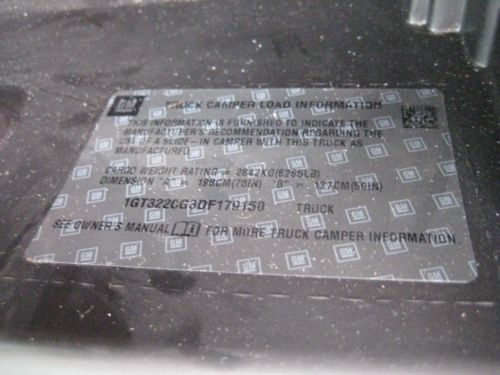 GM TRUCK CAMPER LOAD INFORMATION
THIS INFORMATION IS FURNISHED TO INDICATE THE
MANUFACTURER'S RECOMMENDATION REGARDING THE
USE OF A SLIDE-IN CAMPER WITH THIS TRUCK AS
MANUFACTURED.
CARGO WEIGHT RATING = 2842KG(6265LB)
DIMENSION "A" = 198CM(78IN) "B" = 127CM(50IN)
1GT322CG3DF179150 TRUCK
SEE OWNER'S MANUAL FOR MORE TRUCK CAMPER INFORMATION.